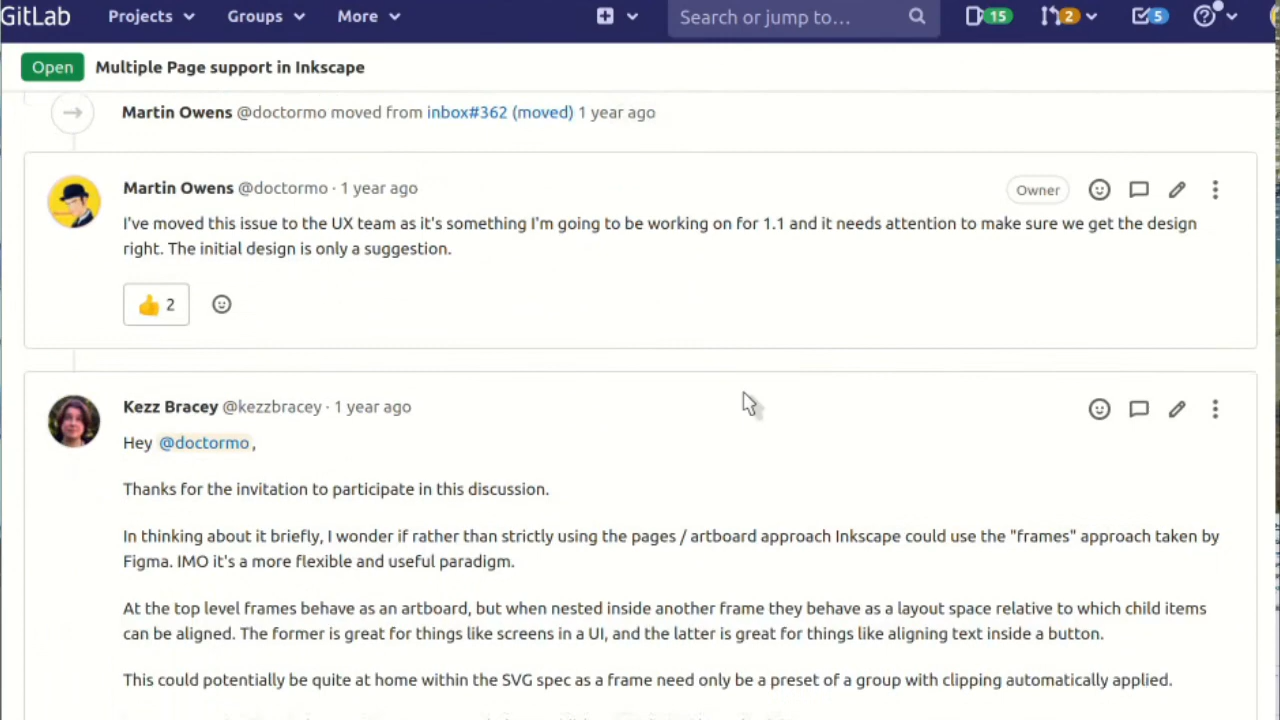 GitLab Projects Groups More Search or jump to... 15 2 5
Open Multiple Page support in Inkscape
Martin Owens @doctormo moved from inbox#362 (moved) 1 year ago
Martin Owens @doctormo · 1 year ago Owner
I've moved this issue to the UX team as it's something I'm going to be working on for 1.1 and it needs attention to make sure we get the design
right. The initial design is only a suggestion.
👍 2
Kezz Bracey @kezzbracey · 1 year ago
Hey @doctormo,
Thanks for the invitation to participate in this discussion.
In thinking about it briefly, I wonder if rather than strictly using the pages / artboard approach Inkscape could use the "frames" approach taken by
Figma. IMO it's a more flexible and useful paradigm.
At the top level frames behave as an artboard, but when nested inside another frame they behave as a layout space relative to which child items
can be aligned. The former is great for things like screens in a UI, and the latter is great for things like aligning text inside a button.
This could potentially be quite at home within the SVG spec as a frame need only be a preset of a group with clipping automatically applied.